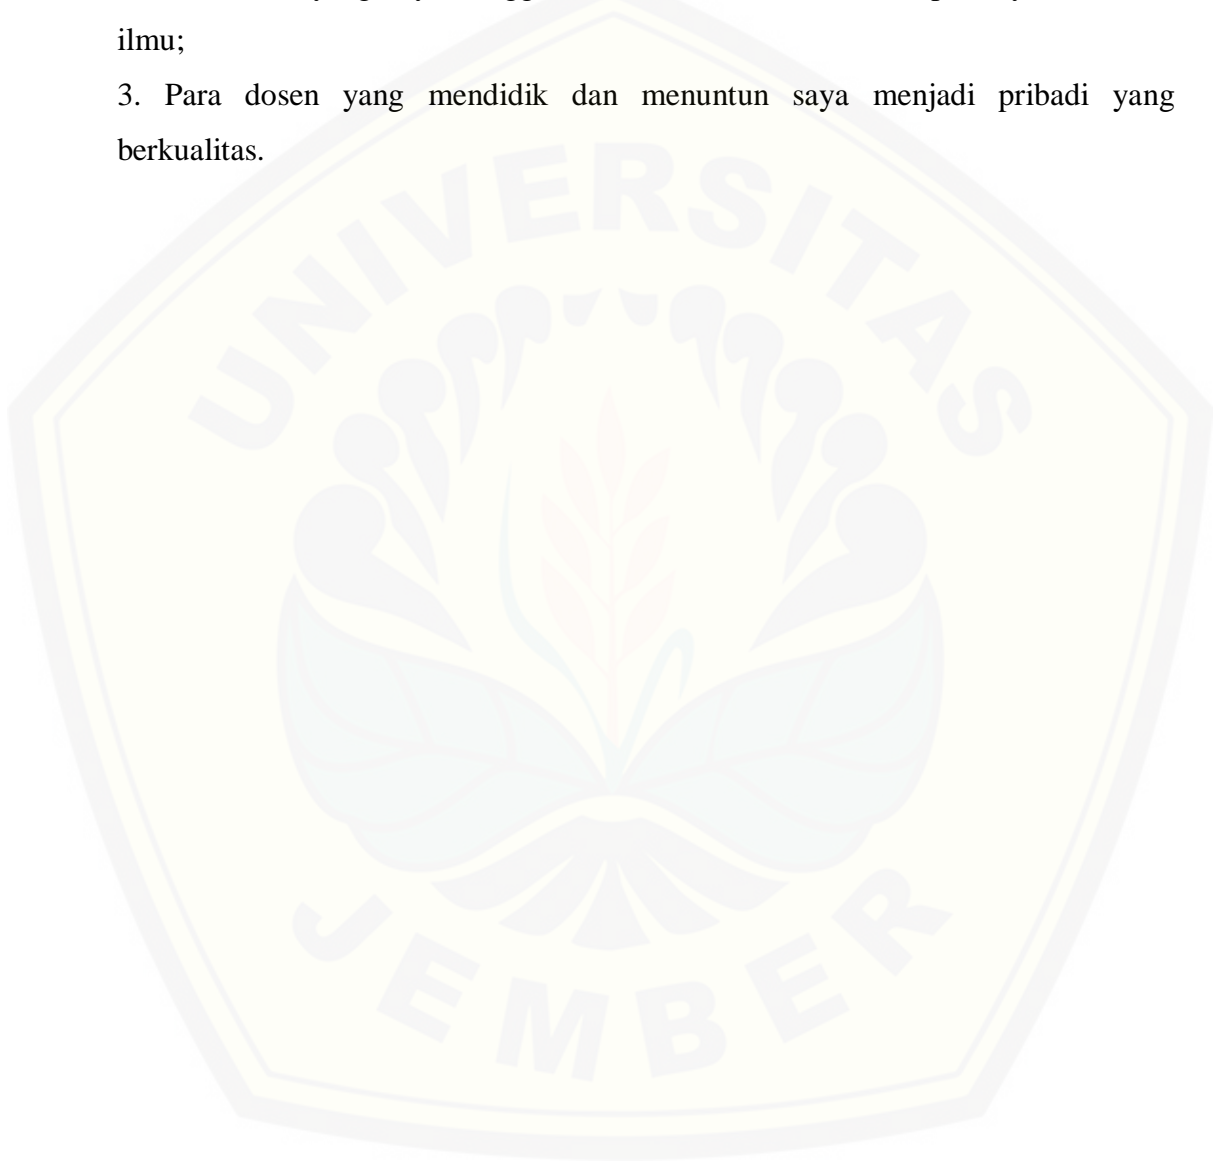 ilmu;
3. Para dosen yang mendidik dan menuntun saya menjadi pribadi yang
berkualitas.
UNIVERSITAS
JEMBER